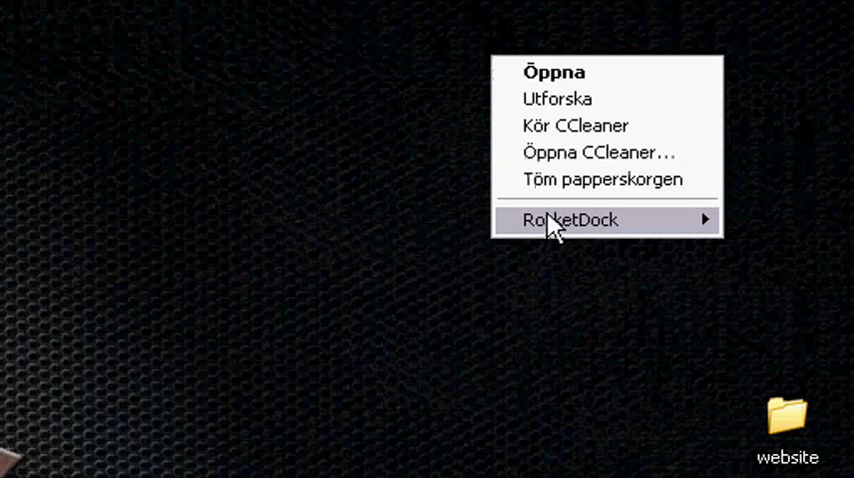 Öppna
Utforska
Kör CCleaner
Öppna CCleaner...
Töm papperskorgen
RocketDock
website